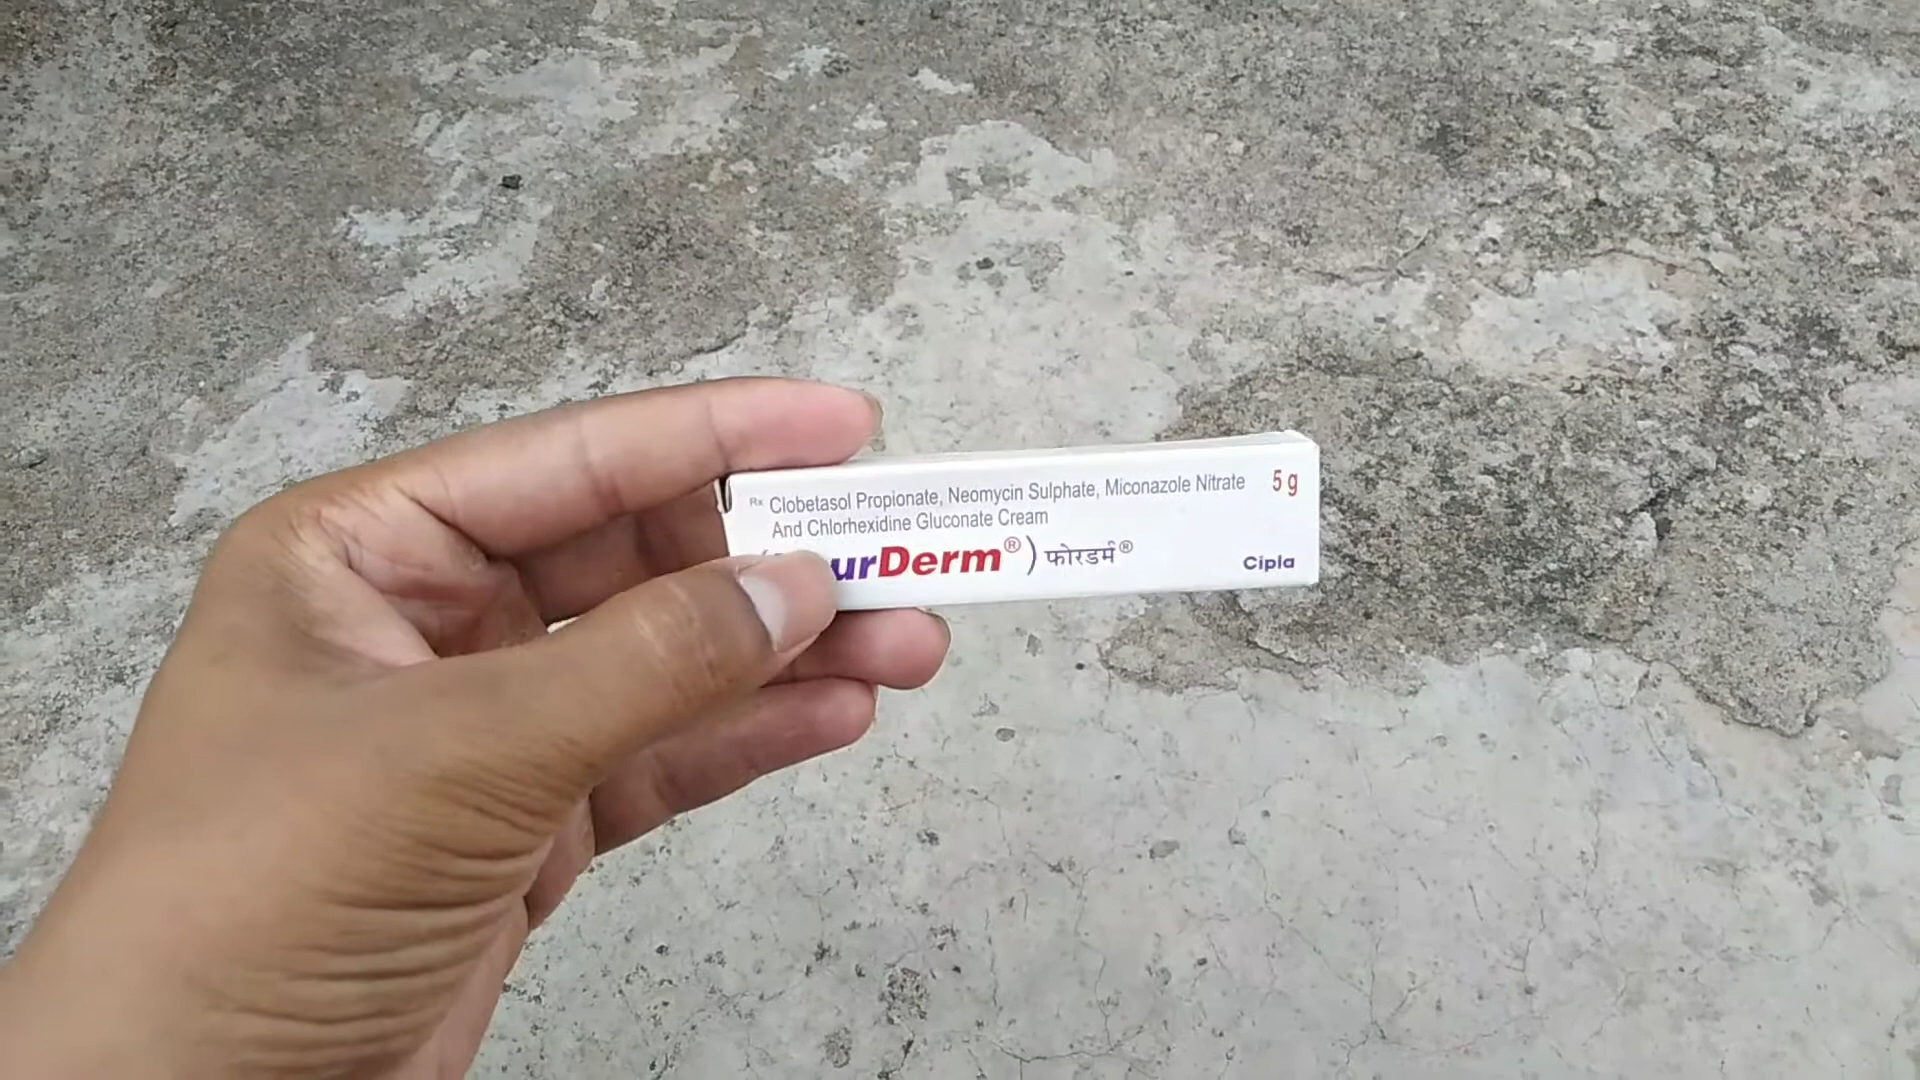 Rx Clobetasol Propionate, Neomycin Sulphate, Miconazole Nitrate 5 g
And Chlorhexidine Gluconate Cream
urDerm®) फोरडर्म® Cipla